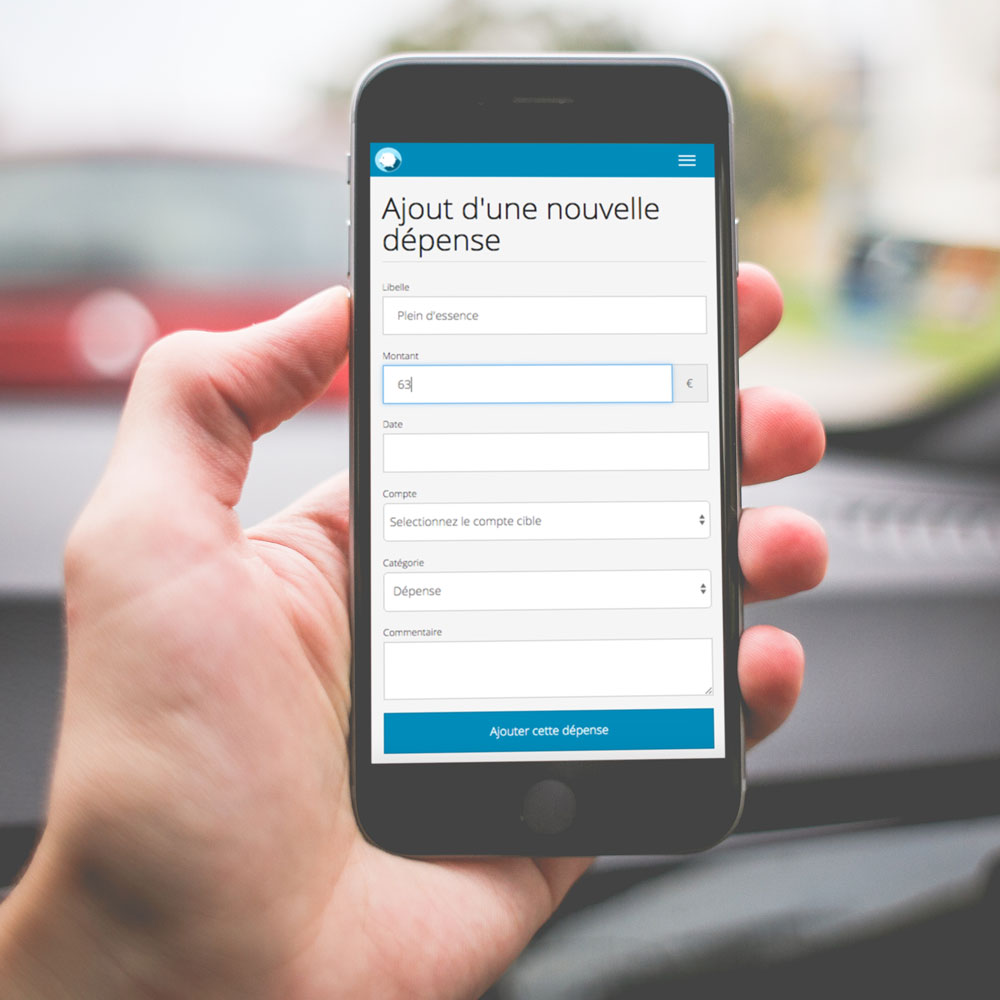 Ajout d'une nouvelle
dépense
Libelle
Plein d'essence
Montant
63
€
Date
Compte
Selectionnez le compte cible
Catégorie
Dépense
Commentaire
Ajouter cette dépense